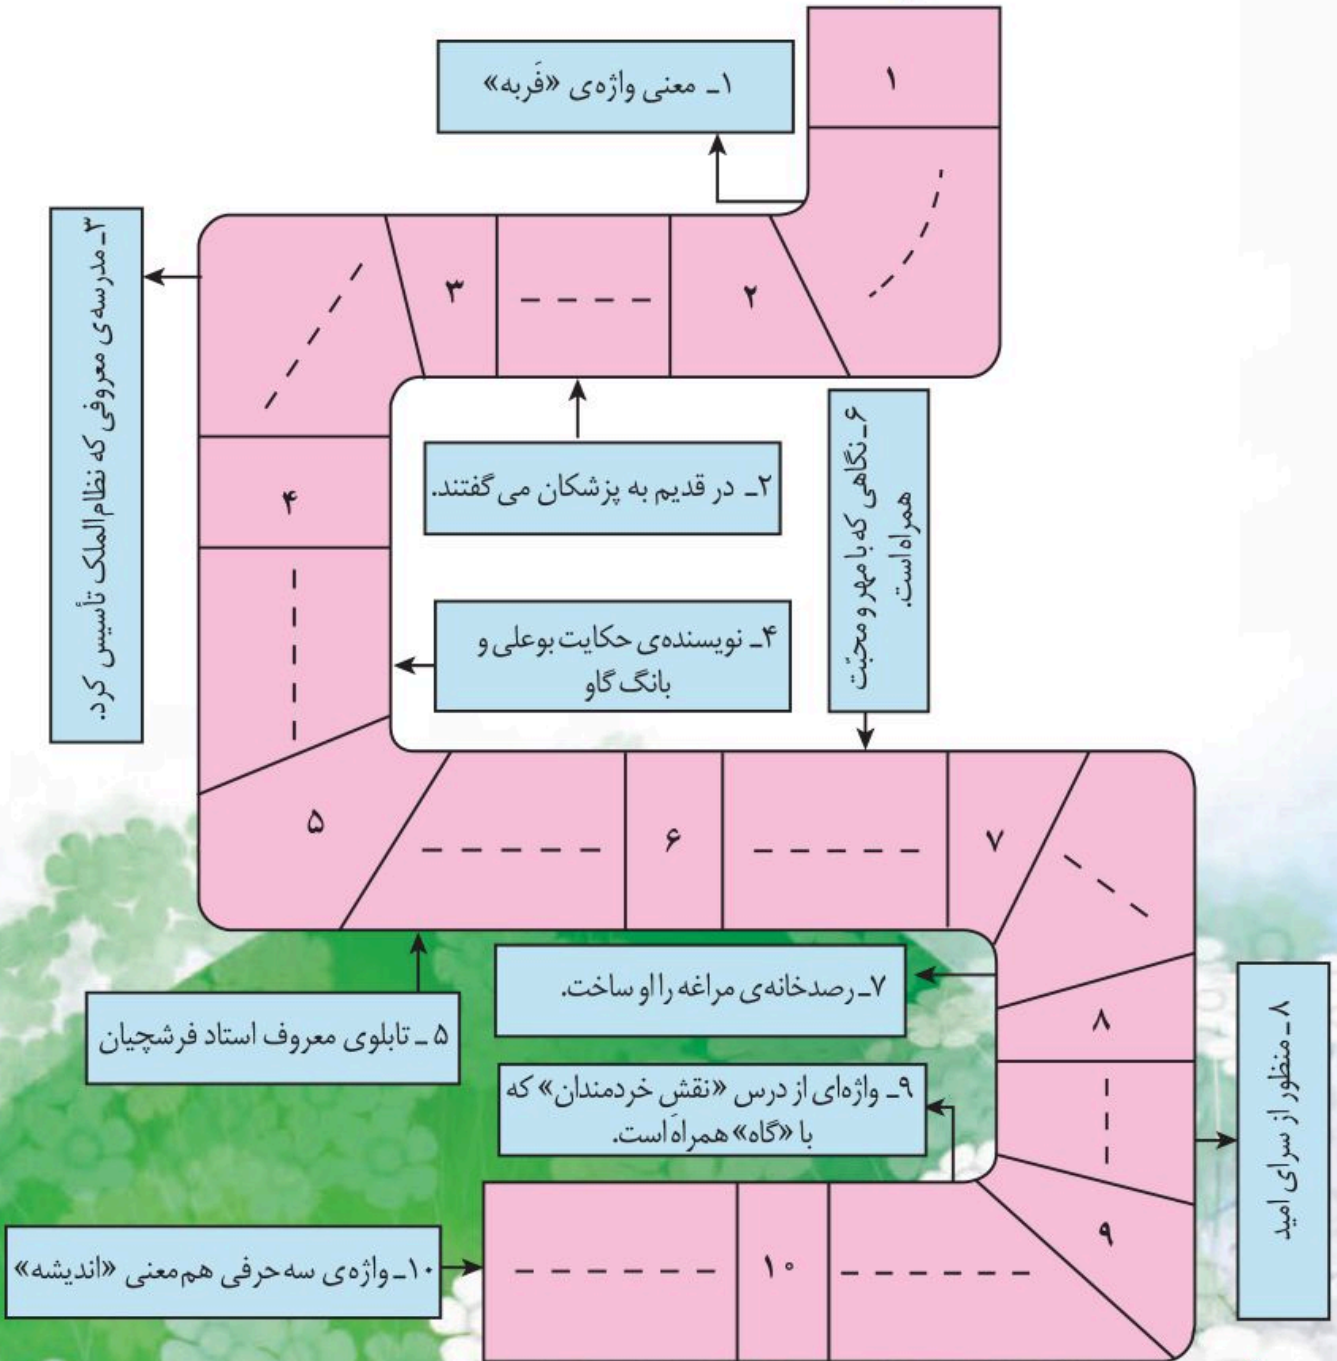 ۱
۱ـ معنی واژه‌ی «فَربه»
۲
۳
۳ـ مدرسه‌ی معروفی که نظام‌الملک تأسیس کرد.
۲ـ در قدیم به پزشکان می گفتند.
۴
۶ـ نگاهی که با مهر و محبّت
همراه است.
۴ـ نویسنده‌ی حکایت بوعلی و
بانگ گاو
۵
۶
۷
۵ ـ تابلوی معروف استاد فرشچیان
۷ـ رصدخانه‌ی مراغه را او ساخت.
۸
۸ ـ منظور از سرای امید
۹ـ واژه‌ای از درس «نقش خردمندان» که
با «گاه» همراه است.
۹
۱۰
۱۰ـ واژه‌ی سه حرفی هم معنی «اندیشه»